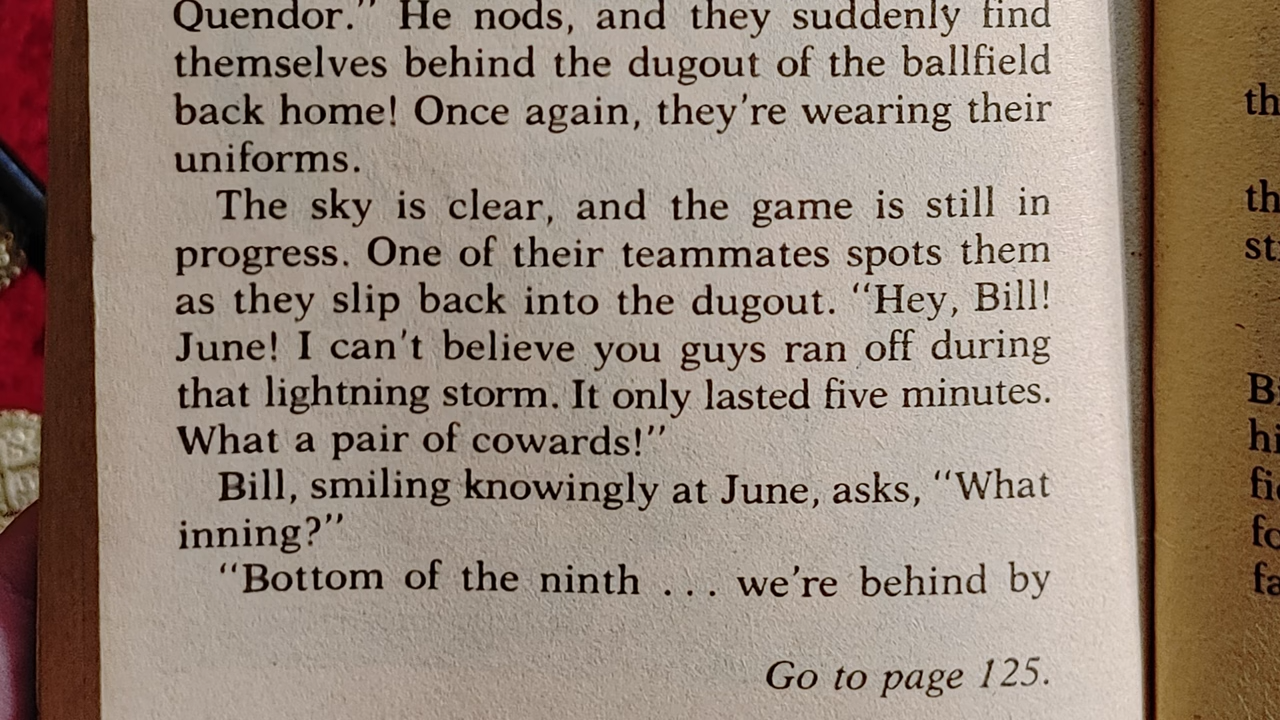 Quendor." He nods, and they suddenly find
themselves behind the dugout of the ballfield
back home! Once again, they're wearing their
uniforms.
The sky is clear, and the game is still in
progress. One of their teammates spots them
as they slip back into the dugout. "Hey, Bill!
June! I can't believe you guys ran off during
that lightning storm. It only lasted five minutes.
What a pair of cowards!"
Bill, smiling knowingly at June, asks, "What
inning?"
"Bottom of the ninth . . . we're behind by
Go to page 125.